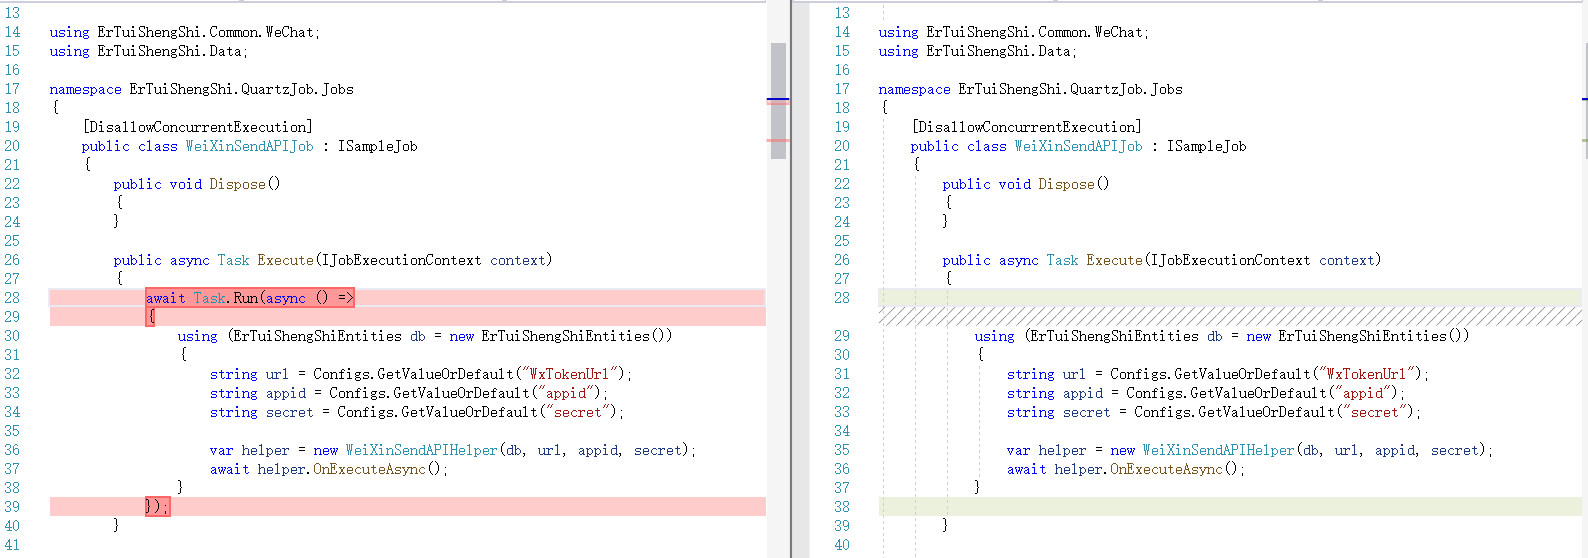 13
14 using ErTuiShengShi.Common.WeChat;
15 using ErTuiShengShi.Data;
16
17 namespace ErTuiShengShi.QuartzJob.Jobs
18 {
19 [DisallowConcurrentExecution]
20 public class WeiXinSendAPIJob : ISampleJob
21 {
22 public void Dispose()
23 {
24 }
25
26 public async Task Execute(IJobExecutionContext context)
27 {
28 await Task.Run(async () =>
29 {
30 using (ErTuiShengShiEntities db = new ErTuiShengShiEntities())
31 {
32 string url = Configs.GetValueOrDefault("WxTokenUrl");
33 string appid = Configs.GetValueOrDefault("appid");
34 string secret = Configs.GetValueOrDefault("secret");
35
36 var helper = new WeiXinSendAPIHelper(db, url, appid, secret);
37 await helper.OnExecuteAsync();
38 }
39 });
40 }
41
13
14 using ErTuiShengShi.Common.WeChat;
15 using ErTuiShengShi.Data;
16
17 namespace ErTuiShengShi.QuartzJob.Jobs
18 {
19 [DisallowConcurrentExecution]
20 public class WeiXinSendAPIJob : ISampleJob
21 {
22 public void Dispose()
23 {
24 }
25
26 public async Task Execute(IJobExecutionContext context)
27 {
28
29 using (ErTuiShengShiEntities db = new ErTuiShengShiEntities())
30 {
31 string url = Configs.GetValueOrDefault("WxTokenUrl");
32 string appid = Configs.GetValueOrDefault("appid");
33 string secret = Configs.GetValueOrDefault("secret");
34
35 var helper = new WeiXinSendAPIHelper(db, url, appid, secret);
36 await helper.OnExecuteAsync();
37 }
38
39 }
40